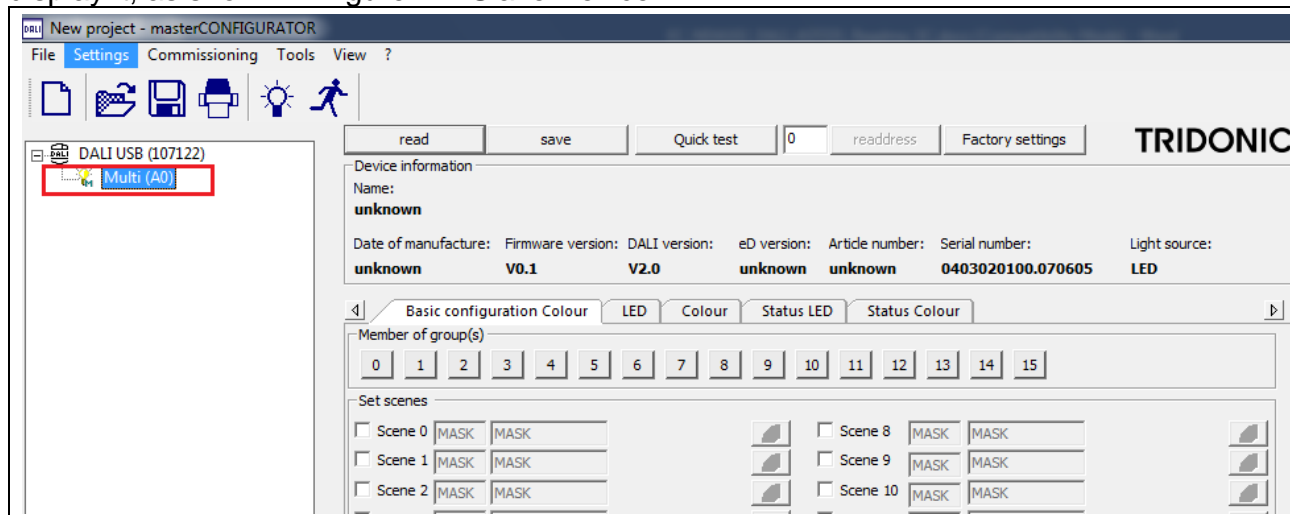 New project - masterCONFIGURATOR
File Settings Commissioning Tools View ?
DALI USB (107122)
Multi (A0)
read save Quick test 0 readdress Factory settings TRIDONIC
Device information
Name:
unknown
Date of manufacture: Firmware version: DALI version: eD version: Article number: Serial number: Light source:
unknown V0.1 V2.0 unknown unknown 0403020100.070605 LED
Basic configuration Colour LED Colour Status LED Status Colour
Member of group(s)
0 1 2 3 4 5 6 7 8 9 10 11 12 13 14 15
Set scenes
Scene 0 MASK MASK Scene 8 MASK MASK
Scene 1 MASK MASK Scene 9 MASK MASK
Scene 2 MASK MASK Scene 10 MASK MASK